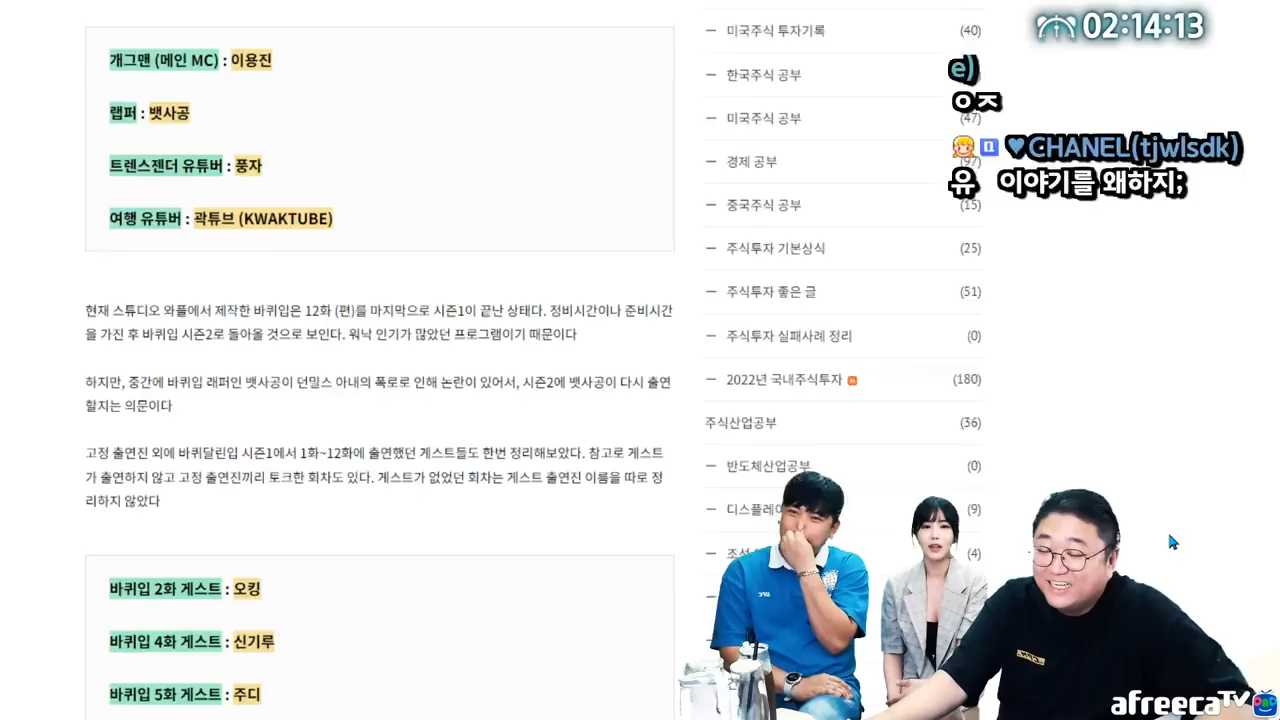 개그맨 (메인 MC) : 이용진
랩퍼 : 뱃사공
트렌스젠더 유튜버 : 풍자
여행 유튜버 : 곽튜브 (KWAKTUBE)
현재 스튜디오 와플에서 제작한 바퀴입은 12화 (편)를 마지막으로 시즌1이 끝난 상태다. 정비시간이나 준비시간
을 가진 후 바퀴입 시즌2로 돌아올 것으로 보인다. 워낙 인기가 많았던 프로그램이기 때문이다
하지만, 중간에 바퀴입 래퍼인 뱃사공이 던밀스 아내의 폭로로 인해 논란이 있어서, 시즌2에 뱃사공이 다시 출연
할지는 의문이다
고정 출연진 외에 바퀴달린입 시즌1에서 1화~12화에 출연했던 게스트들도 한번 정리해보았다. 참고로 게스트
가 출연하지 않고 고정 출연진끼리 토크한 회차도 있다. 게스트가 없었던 회차는 게스트 출연진 이름을 따로 정
리하지 않았다
바퀴입 2화 게스트 : 오킹
바퀴입 4화 게스트 : 신기루
바퀴입 5화 게스트 : 주디
미국주식 투자기록 (40)
한국주식 공부
미국주식 공부 (47)
경제 공부 (97)
중국주식 공부 (15)
주식투자 기본상식 (25)
주식투자 좋은 글 (51)
주식투자 실패사례 정리 (0)
2022년 국내주식투자 (180)
주식산업공부 (36)
반도체산업공부 (0)
디스플레이 (9)
조선 (4)
02:14:13
e)
ㅇㅈ
♥CHANEL(tjwlsdk)
유 이야기를 왜하지;
afreecaTV